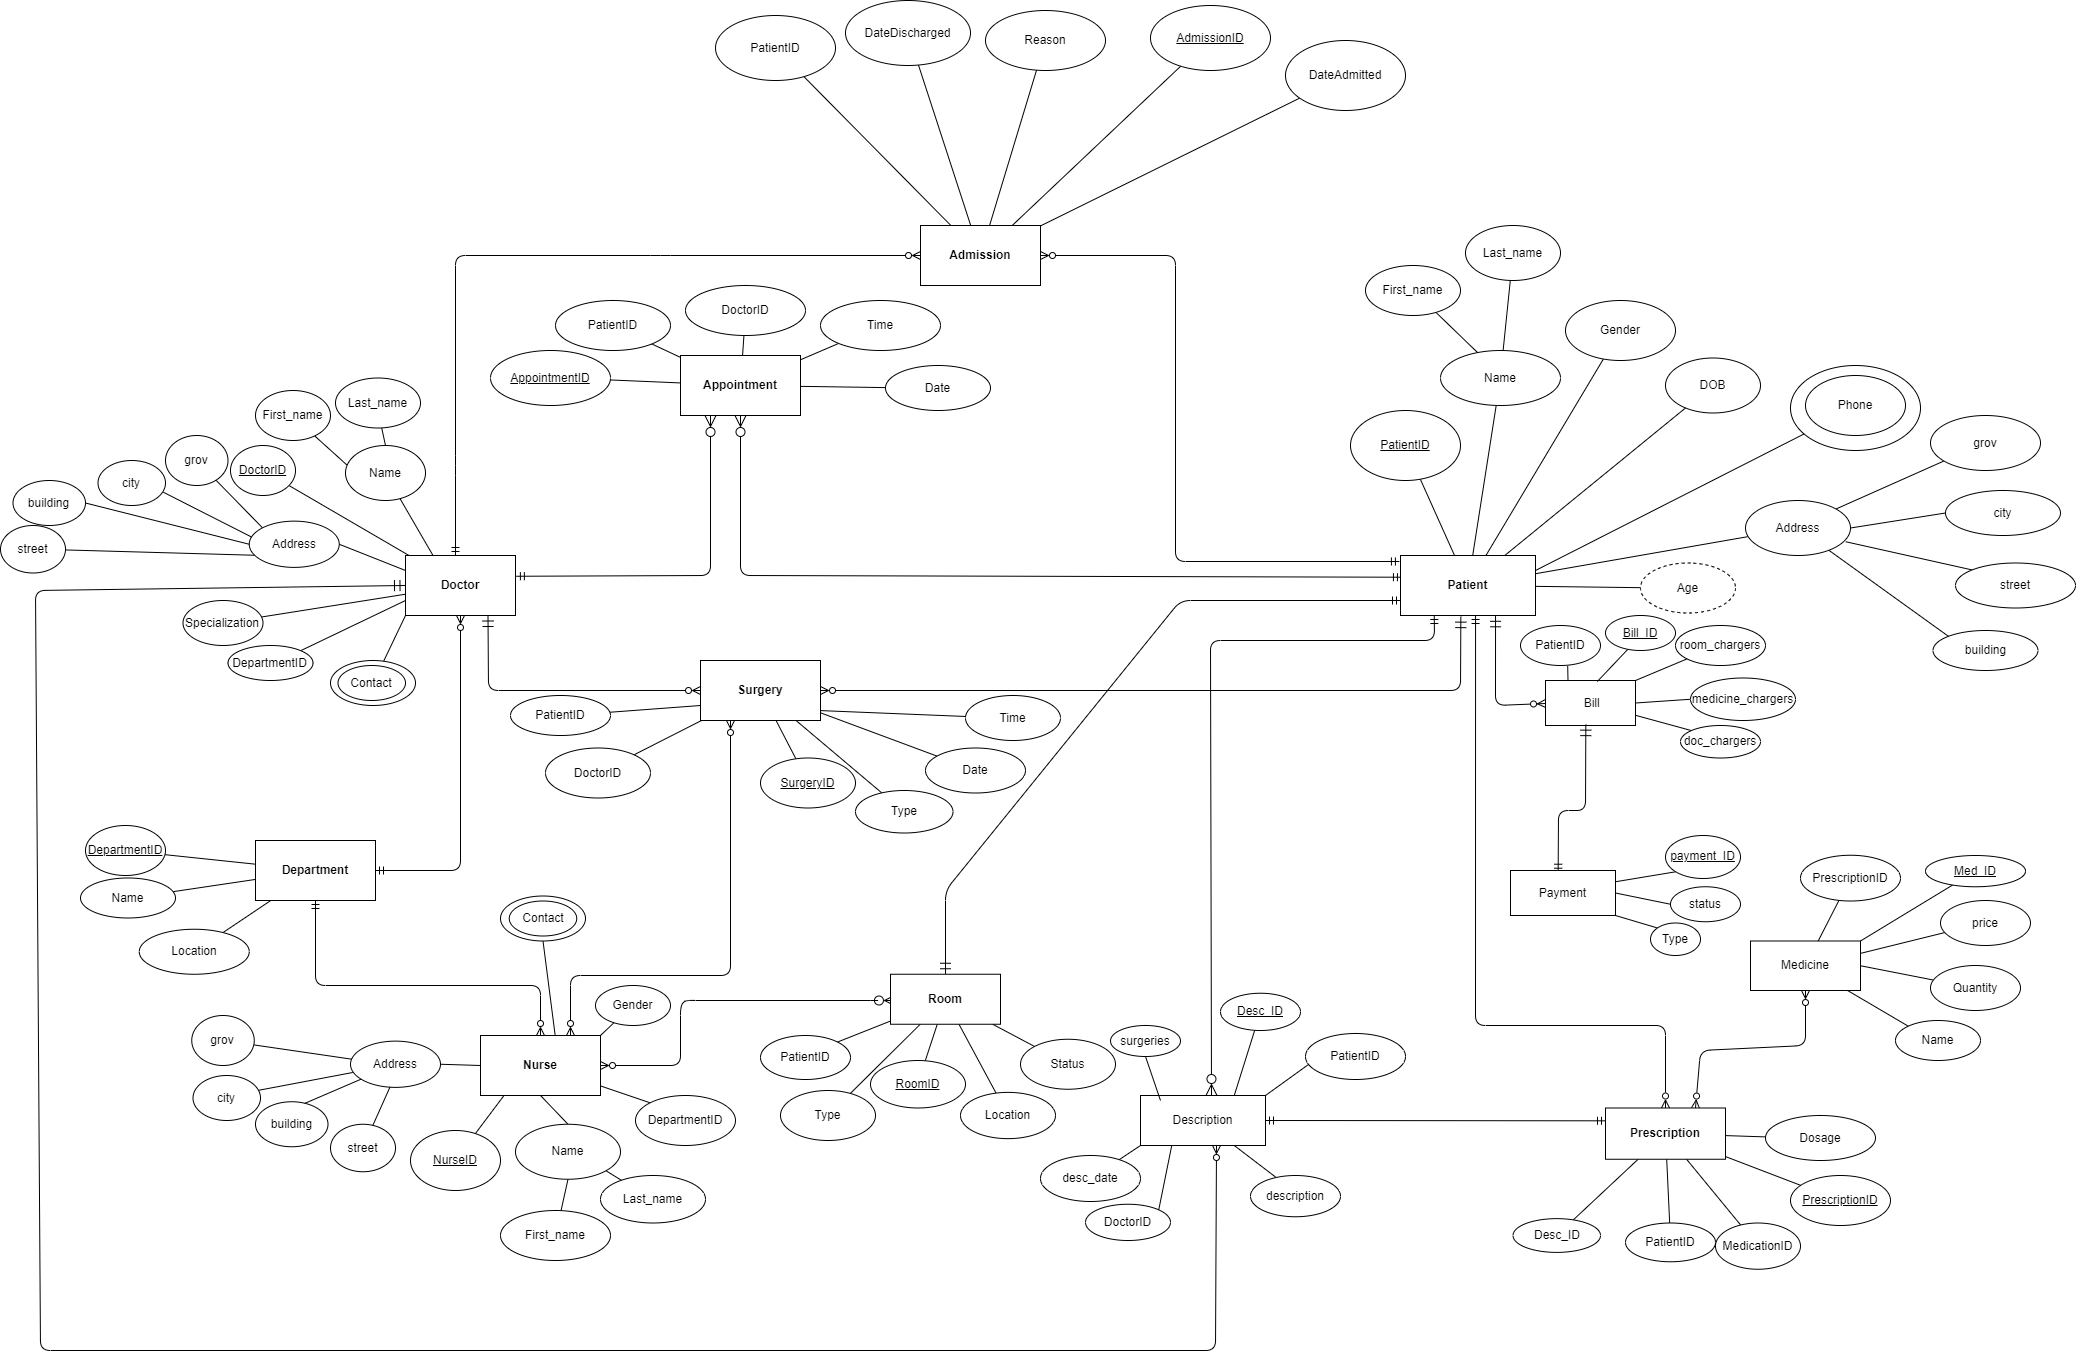 DateDischarged
AdmissionID
Reason
PatientID
DateAdmitted
Admission
Last_name
First_name
DoctorID
PatientID
Time
Gender
AppointmentID
Appointment
Date
Name
DOB
Phone
Last_name
First_name
PatientID
grov
grov
DoctorID
Name
city
building
city
Address
street
Address
Doctor
Patient
Age
street
Specialization
DepartmentID
Contact
PatientID
Bill_ID
room_chargers
building
Surgery
Bill
medicine_chargers
doc_chargers
PatientID
Time
DoctorID
SurgeryID
Date
Type
DepartmentID
Department
Name
Location
payment_ID
Payment
status
Type
PrescriptionID
Med_ID
price
Medicine
Quantity
Name
Contact
Gender
Room
grov
Address
Nurse
city
building
street
NurseID
Name
DepartmentID
Last_name
First_name
PatientID
Type
RoomID
Location
Status
surgeries
Desc_ID
PatientID
Description
desc_date
DoctorID
description
Prescription
Dosage
PrescriptionID
Desc_ID
PatientID
MedicationID